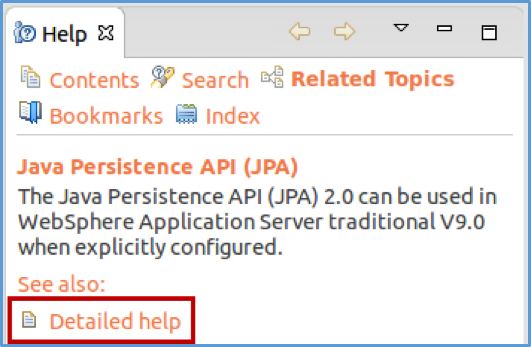 Help
Contents Search Related Topics
Bookmarks Index
Java Persistence API (JPA)
The Java Persistence API (JPA) 2.0 can be used in
WebSphere Application Server traditional V9.0
when explicitly configured.
See also:
Detailed help